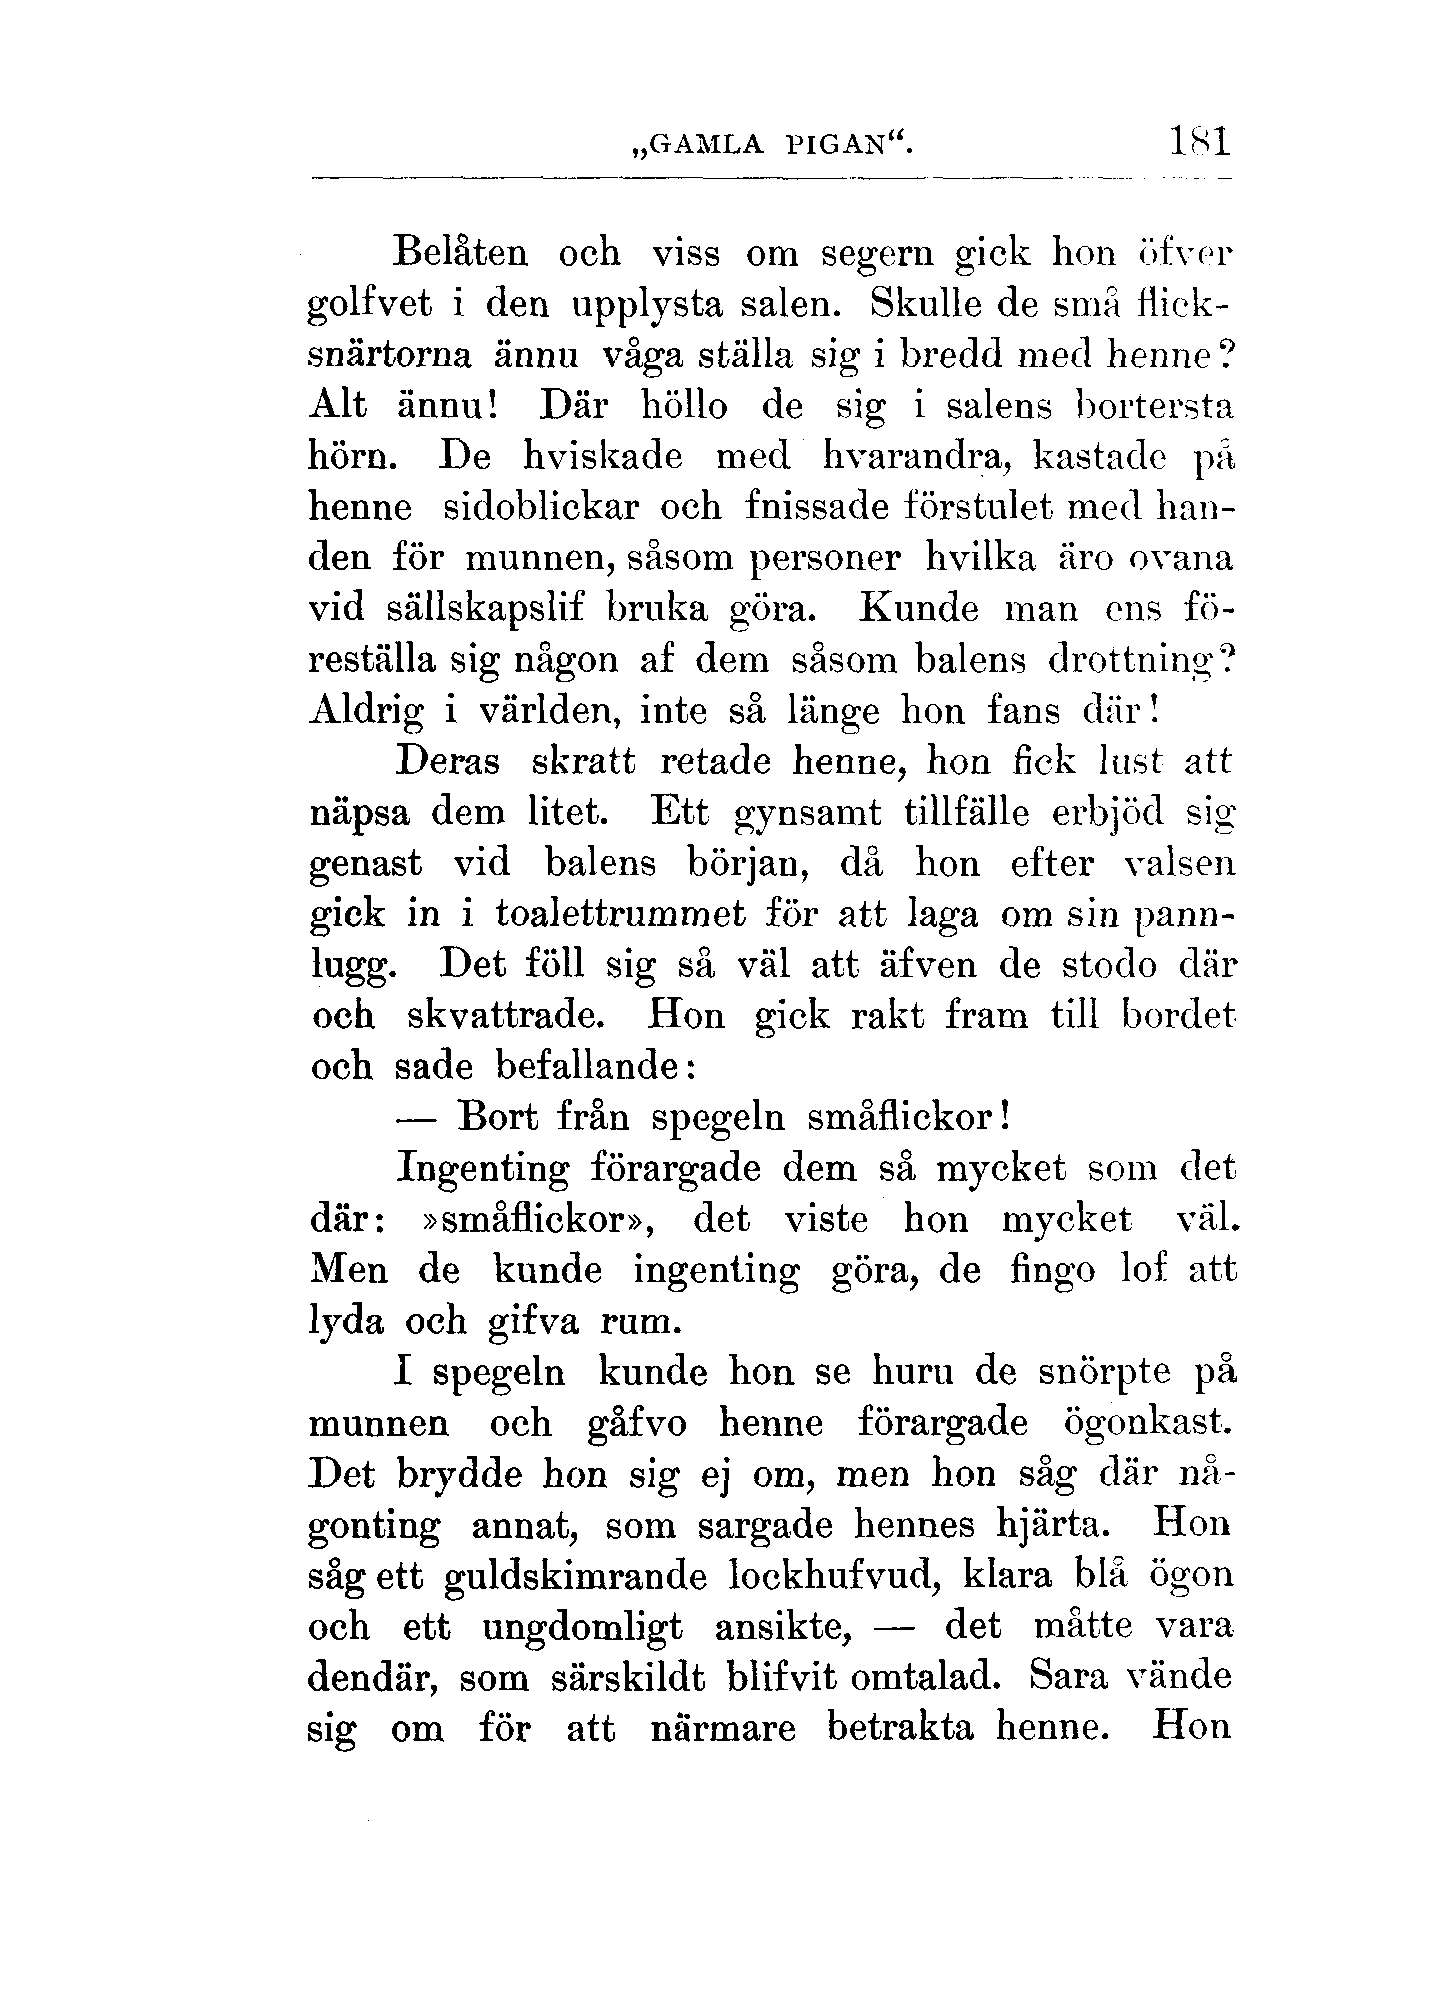 „GAMLA PIGAN“. 181
Belåten och viss om segern gick hon öfver
golfvet i den upplysta salen. Skulle de små flick-
snärtorna ännu våga ställa sig i bredd med henne?
Alt ännu! Där höllo de sig i salens bortersta
hörn. De hviskade med hvarandra, kastade på
henne sidoblickar och fnissade förstulet med han-
den för munnen, såsom personer hvilka äro ovana
vid sällskapslif bruka göra. Kunde man ens fö-
reställa sig någon af dem såsom balens drottning?
Aldrig i världen, inte så länge hon fans där!
Deras skratt retade henne, hon fick lust att
näpsa dem litet. Ett gynsamt tillfälle erbjöd sig
genast vid balens början, då hon efter valsen
gick in i toalettrummet för att laga om sin pann-
lugg. Det föll sig så väl att äfven de stodo där
och skvattrade. Hon gick rakt fram till bordet
och sade befallande:
— Bort från spegeln småflickor!
Ingenting förargade dem så mycket som det
där: »småflickor», det viste hon mycket väl.
Men de kunde ingenting göra, de fingo lof att
lyda och gifva rum.
I spegeln kunde hon se huru de snörpte på
munnen och gåfvo henne förargade ögonkast.
Det brydde hon sig ej om, men hon såg där nå-
gonting annat, som sargade hennes hjärta. Hon
såg ett guldskimrande lockhufvud, klara blå ögon
och ett ungdomligt ansikte, — det måtte vara
dendär, som särskildt blifvit omtalad. Sara vände
sig om för att närmare betrakta henne. Hon